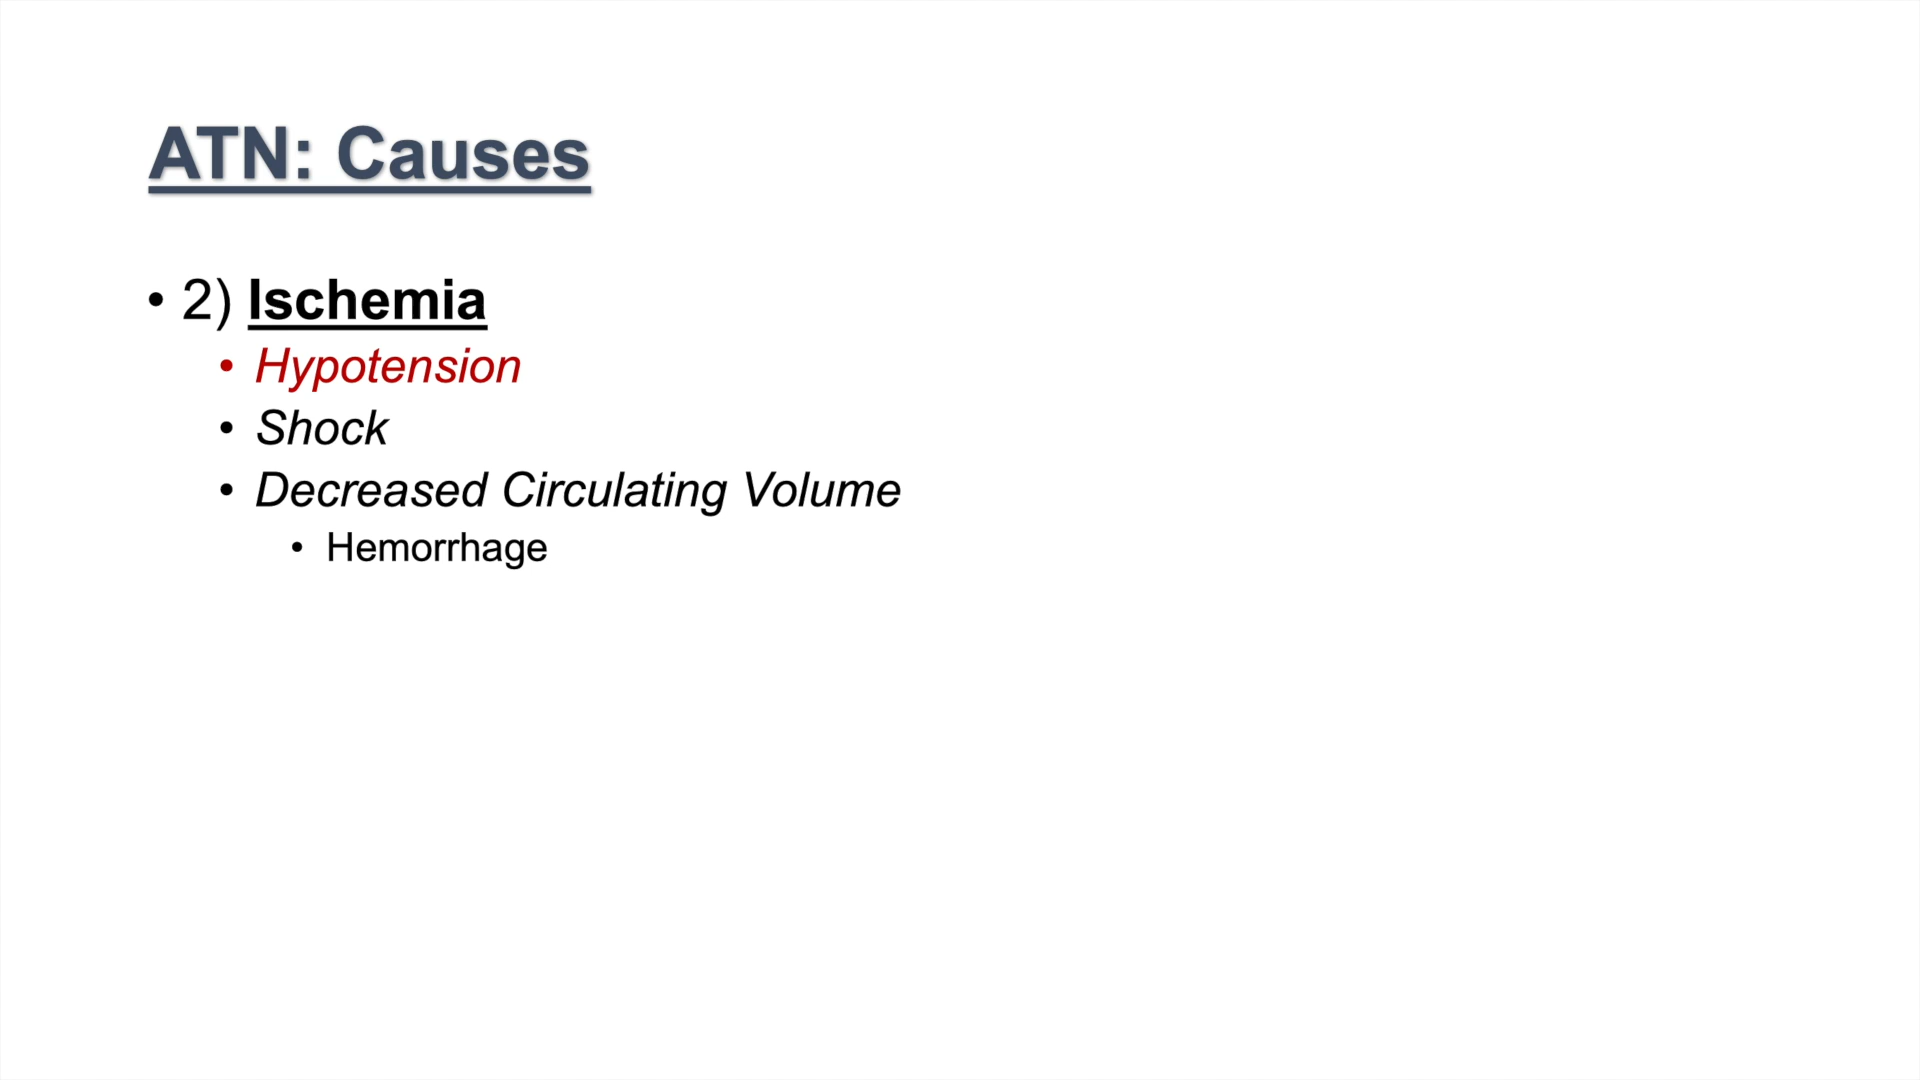 ATN: Causes
• 2) Ischemia
• Hypotension
• Shock
• Decreased Circulating Volume
• Hemorrhage